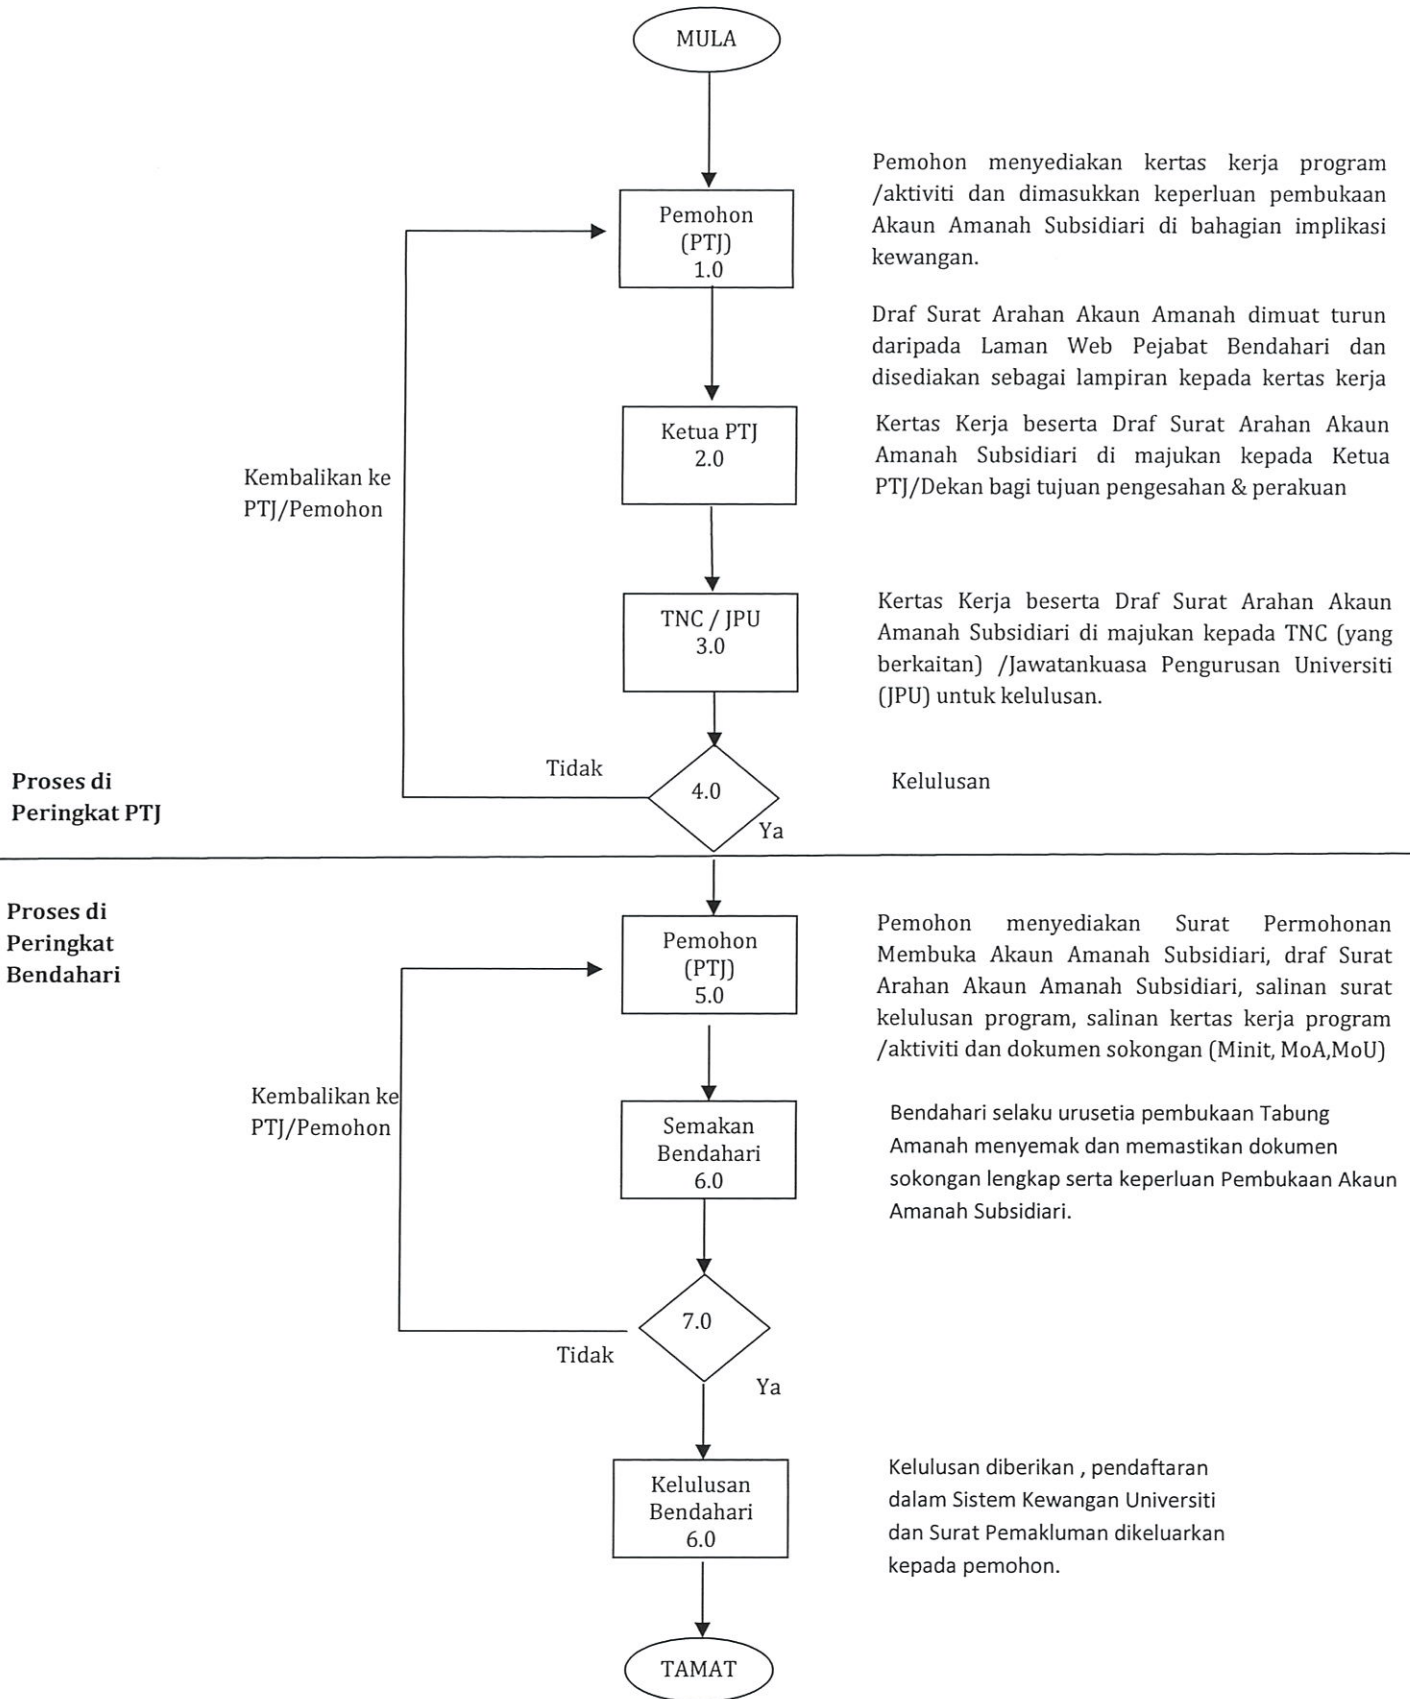 MULA
Pemohon menyediakan kertas kerja program
/aktiviti dan dimasukkan keperluan pembukaan
Akaun Amanah Subsidiari di bahagian implikasi
kewangan.
Pemohon
(PTJ)
1.0
Draf Surat Arahan Akaun Amanah dimuat turun
daripada Laman Web Pejabat Bendahari dan
disediakan sebagai lampiran kepada kertas kerja
Ketua PTJ
2.0
Kertas Kerja beserta Draf Surat Arahan Akaun
Amanah Subsidiari di majukan kepada Ketua
PTJ/Dekan bagi tujuan pengesahan & perakuan
Kembalikan ke
PTJ/Pemohon
TNC / JPU
3.0
Kertas Kerja beserta Draf Surat Arahan Akaun
Amanah Subsidiari di majukan kepada TNC (yang
berkaitan) /Jawatankuasa Pengurusan Universiti
(JPU) untuk kelulusan.
Proses di
Peringkat PTJ
Tidak
4.0
Ya
Kelulusan
Proses di
Peringkat
Bendahari
Pemohon
(PTJ)
5.0
Pemohon menyediakan Surat Permohonan
Membuka Akaun Amanah Subsidiari, draf Surat
Arahan Akaun Amanah Subsidiari, salinan surat
kelulusan program, salinan kertas kerja program
/aktiviti dan dokumen sokongan (Minit, MoA,MoU)
Kembalikan ke
PTJ/Pemohon
Semakan
Bendahari
6.0
Bendahari selaku urusetia pembukaan Tabung
Amanah menyemak dan memastikan dokumen
sokongan lengkap serta keperluan Pembukaan Akaun
Amanah Subsidiari.
7.0
Tidak
Ya
Kelulusan
Bendahari
6.0
Kelulusan diberikan , pendaftaran
dalam Sistem Kewangan Universiti
dan Surat Pemakluman dikeluarkan
kepada pemohon.
TAMAT